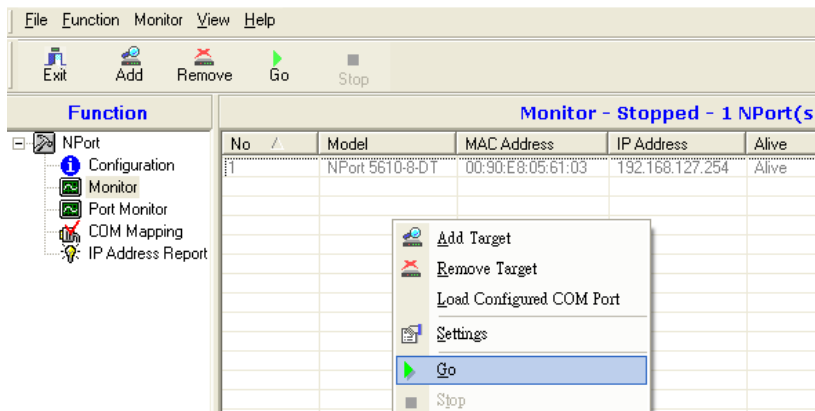 File Function Monitor View Help
Exit Add Remove Go Stop
Function
Monitor - Stopped - 1 NPort(s
NPort
Configuration
Monitor
Port Monitor
COM Mapping
IP Address Report
No Model MAC Address IP Address Alive
1 NPort 5610-8-DT 00:90:E8:05:61:03 192.168.127.254 Alive
Add Target
Remove Target
Load Configured COM Port
Settings
Go
Stop